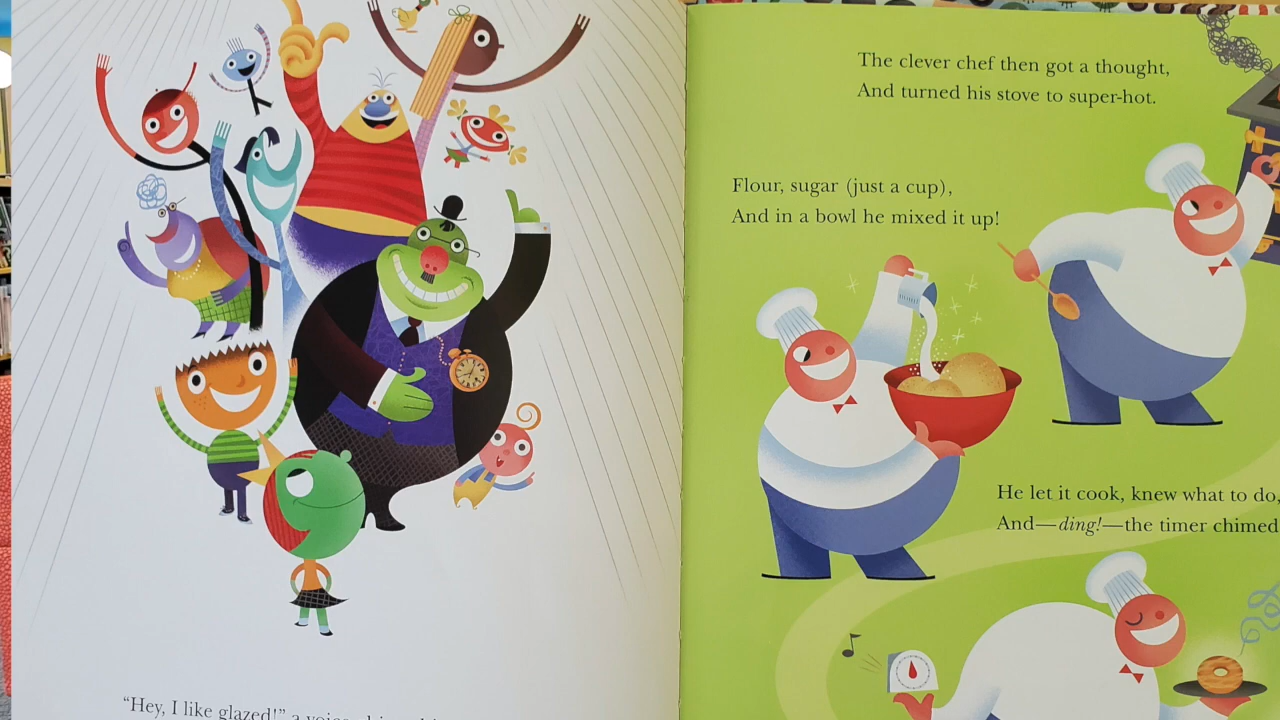 "Hey, I like glazed!" a voice
The clever chef then got a thought,
And turned his stove to super-hot.
Flour, sugar (just a cup),
And in a bowl he mixed it up!
He let it cook, knew what to do,
And—ding!—the timer chimed